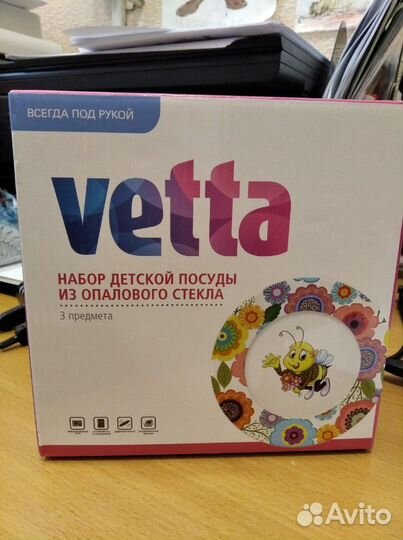 ВСЕГДА ПОД РУКОЙ
vetta
НАБОР ДЕТСКОЙ ПОСУДЫ
ИЗ ОПАЛОВОГО СТЕКЛА
3 предмета
Avito